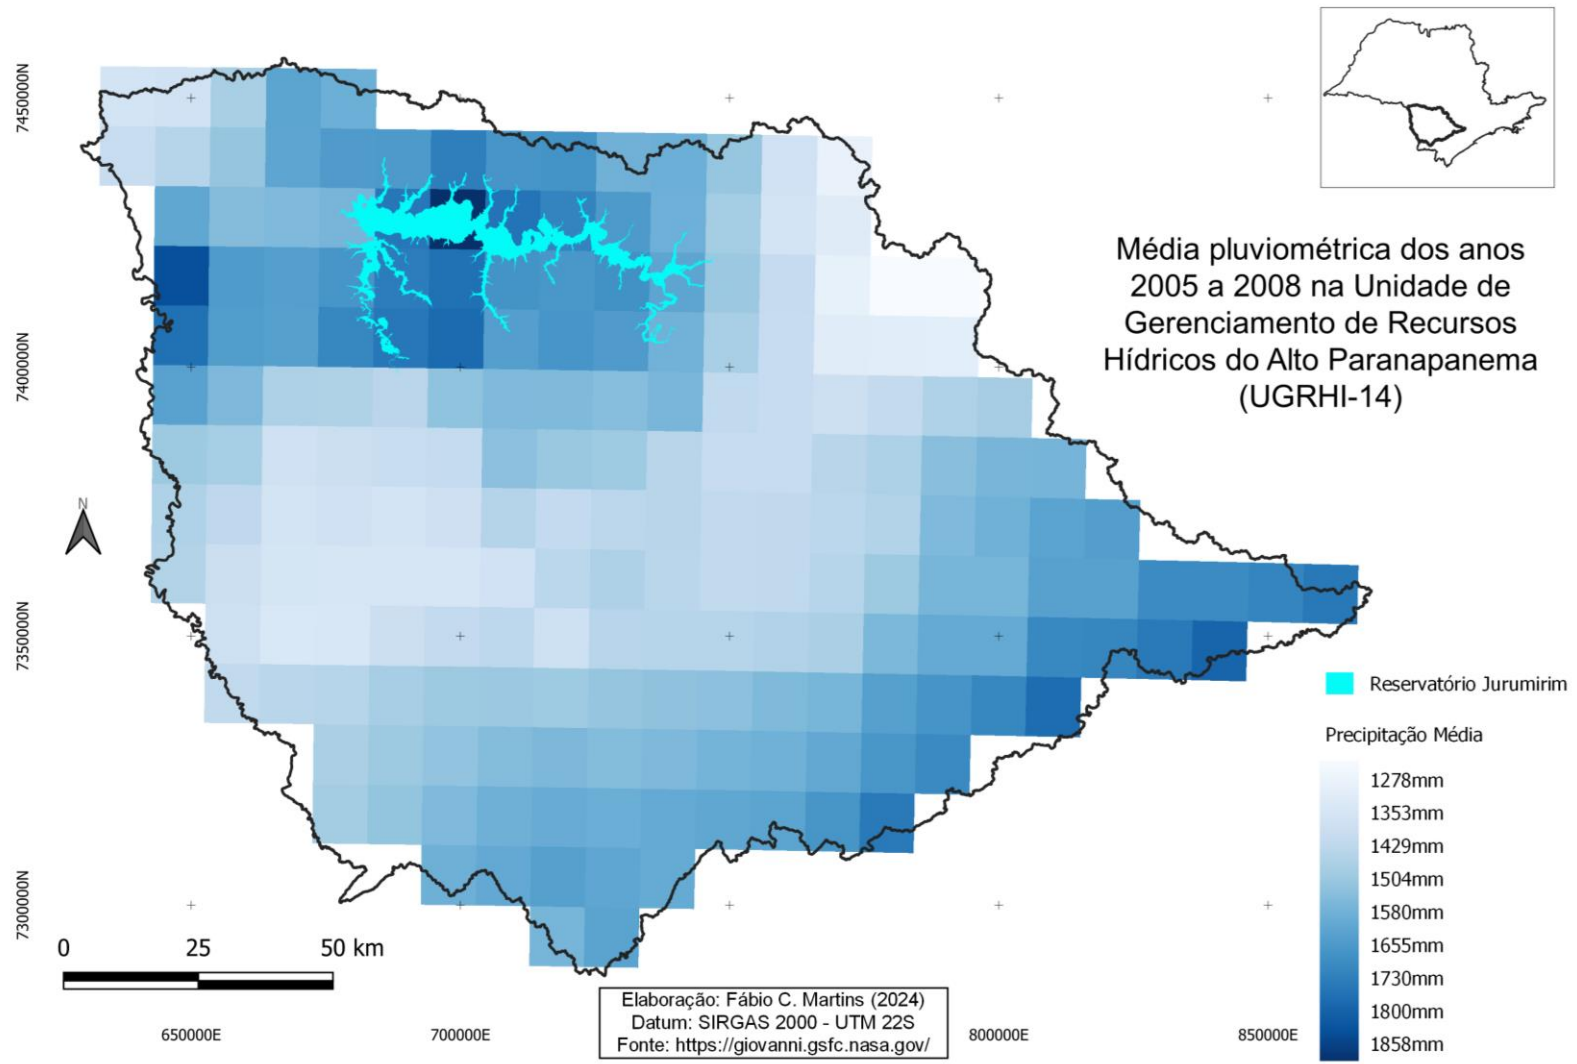 Média pluviométrica dos anos
2005 a 2008 na Unidade de
Gerenciamento de Recursos
Hídricos do Alto Paranapanema
(UGRHI-14)
7450000N
7400000N
7350000N
7300000N
N
Reservatório Jurumirim
Precipitação Média
1278mm
1353mm
1429mm
1504mm
1580mm
1655mm
1730mm
1800mm
1858mm
0 25 50 km
Elaboração: Fábio C. Martins (2024)
Datum: SIRGAS 2000 - UTM 22S
Fonte: https://giovanni.gsfc.nasa.gov/
650000E 700000E 800000E 850000E